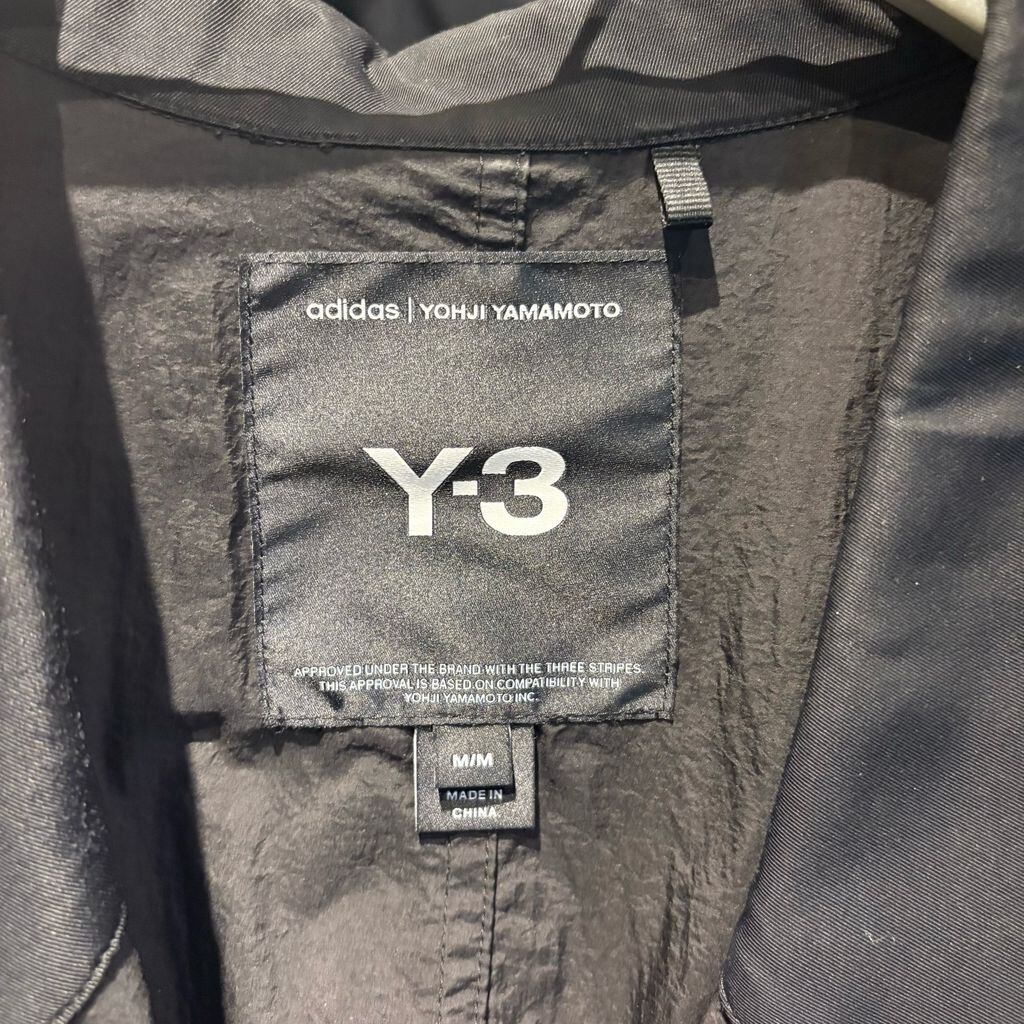 adidas | YOHJI YAMAMOTO
Y-3
APPROVED UNDER THE BRAND WITH THE THREE STRIPES.
THIS APPROVAL IS BASED ON COMPATIBILITY WITH
YOHJI YAMAMOTO INC.
M/M
MADE IN
CHINA